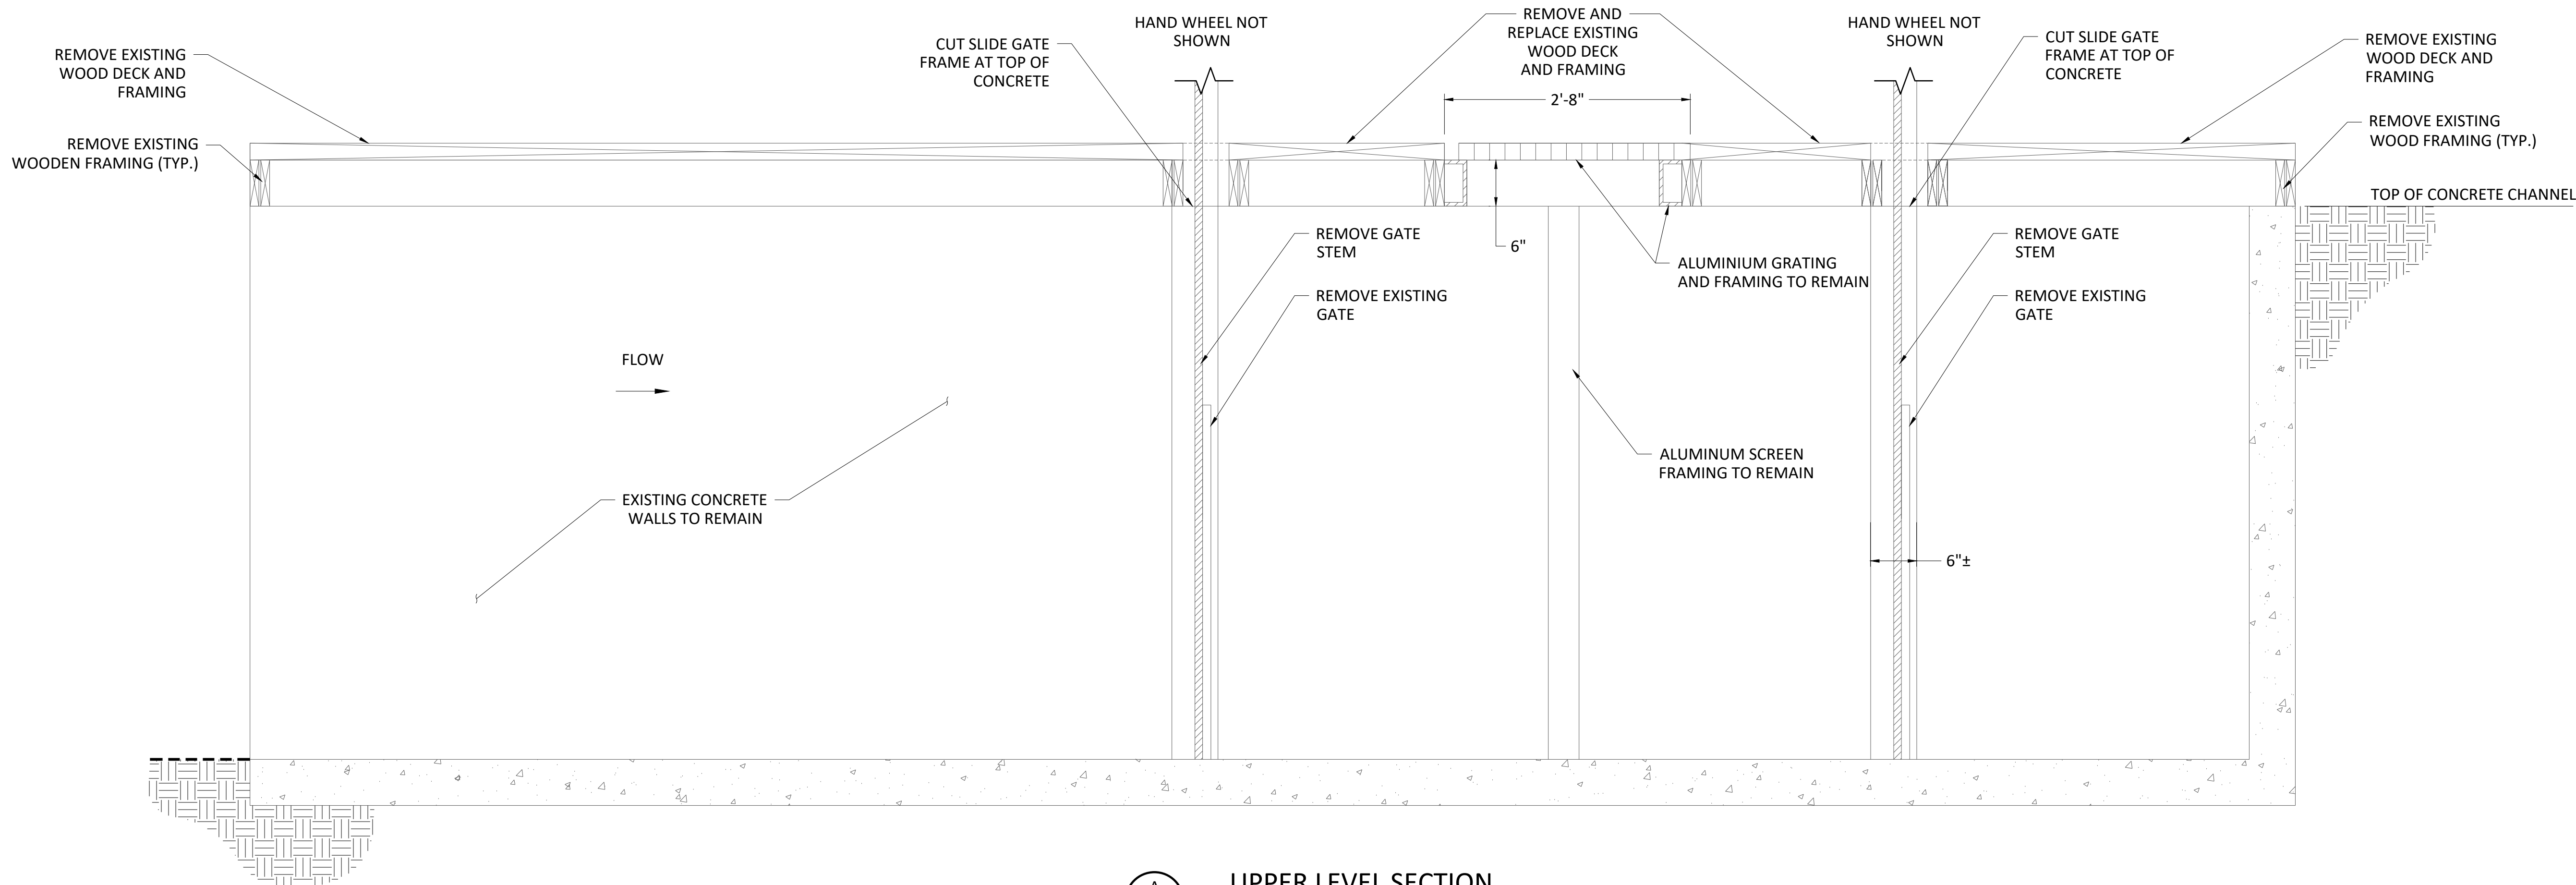 REMOVE EXISTING
WOOD DECK AND
FRAMING
REMOVE EXISTING
WOODEN FRAMING (TYP.)
CUT SLIDE GATE
FRAME AT TOP OF
CONCRETE
HAND WHEEL NOT
SHOWN
REMOVE AND
REPLACE EXISTING
WOOD DECK
AND FRAMING
2'-8"
HAND WHEEL NOT
SHOWN
CUT SLIDE GATE
FRAME AT TOP OF
CONCRETE
REMOVE EXISTING
WOOD DECK AND
FRAMING
REMOVE EXISTING
WOOD FRAMING (TYP.)
TOP OF CONCRETE CHANNEL
REMOVE GATE
STEM
REMOVE EXISTING
GATE
6"
ALUMINIUM GRATING
AND FRAMING TO REMAIN
REMOVE GATE
STEM
REMOVE EXISTING
GATE
FLOW
ALUMINUM SCREEN
FRAMING TO REMAIN
EXISTING CONCRETE
WALLS TO REMAIN
6"±
A
UPPER LEVEL SECTION